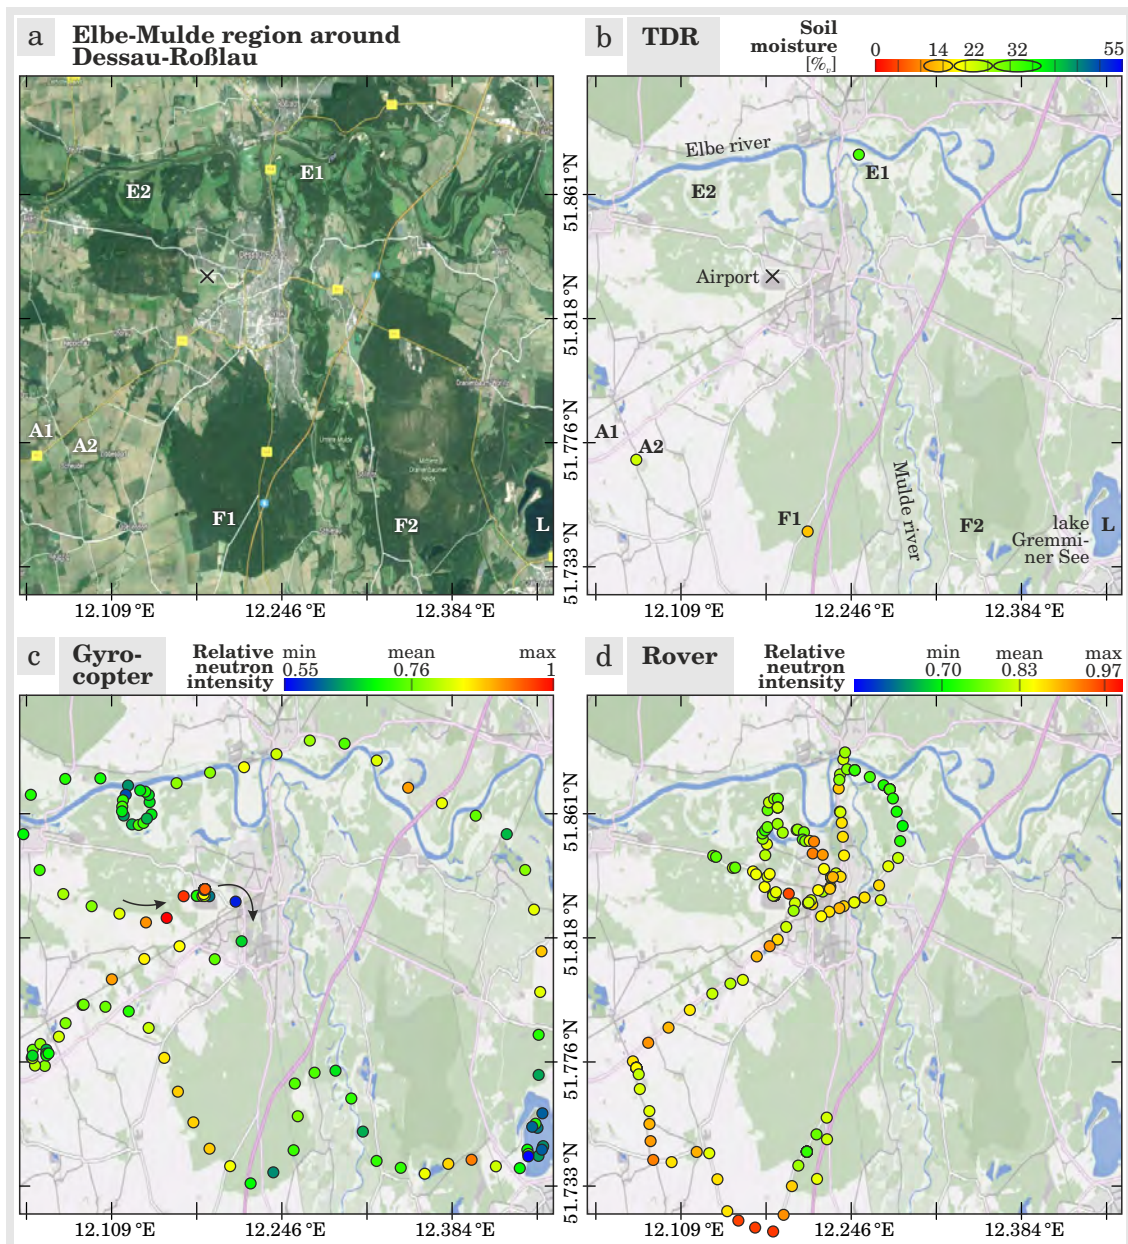 a
Elbe-Mulde region around
Dessau-Roßlau
E1
E2
A1
A2
F1
F2
L
12.109 °E
12.246 °E
12.384 °E
51.861 °N
51.818 °N
51.776 °N
51.733 °N
b
TDR
Soil
moisture
[%ᵥ]
0
14
22
32
55
Elbe river
E1
E2
Airport
A1
A2
F1
F2
Mulde river
lake
Gremmi-
ner See
L
12.109 °E
12.246 °E
12.384 °E
c
Gyro-
copter
Relative
neutron
intensity
min
0.55
mean
0.76
max
1
12.109 °E
12.246 °E
12.384 °E
51.861 °N
51.818 °N
51.776 °N
51.733 °N
d
Rover
Relative
neutron
intensity
min
0.70
mean
0.83
max
0.97
12.109 °E
12.246 °E
12.384 °E